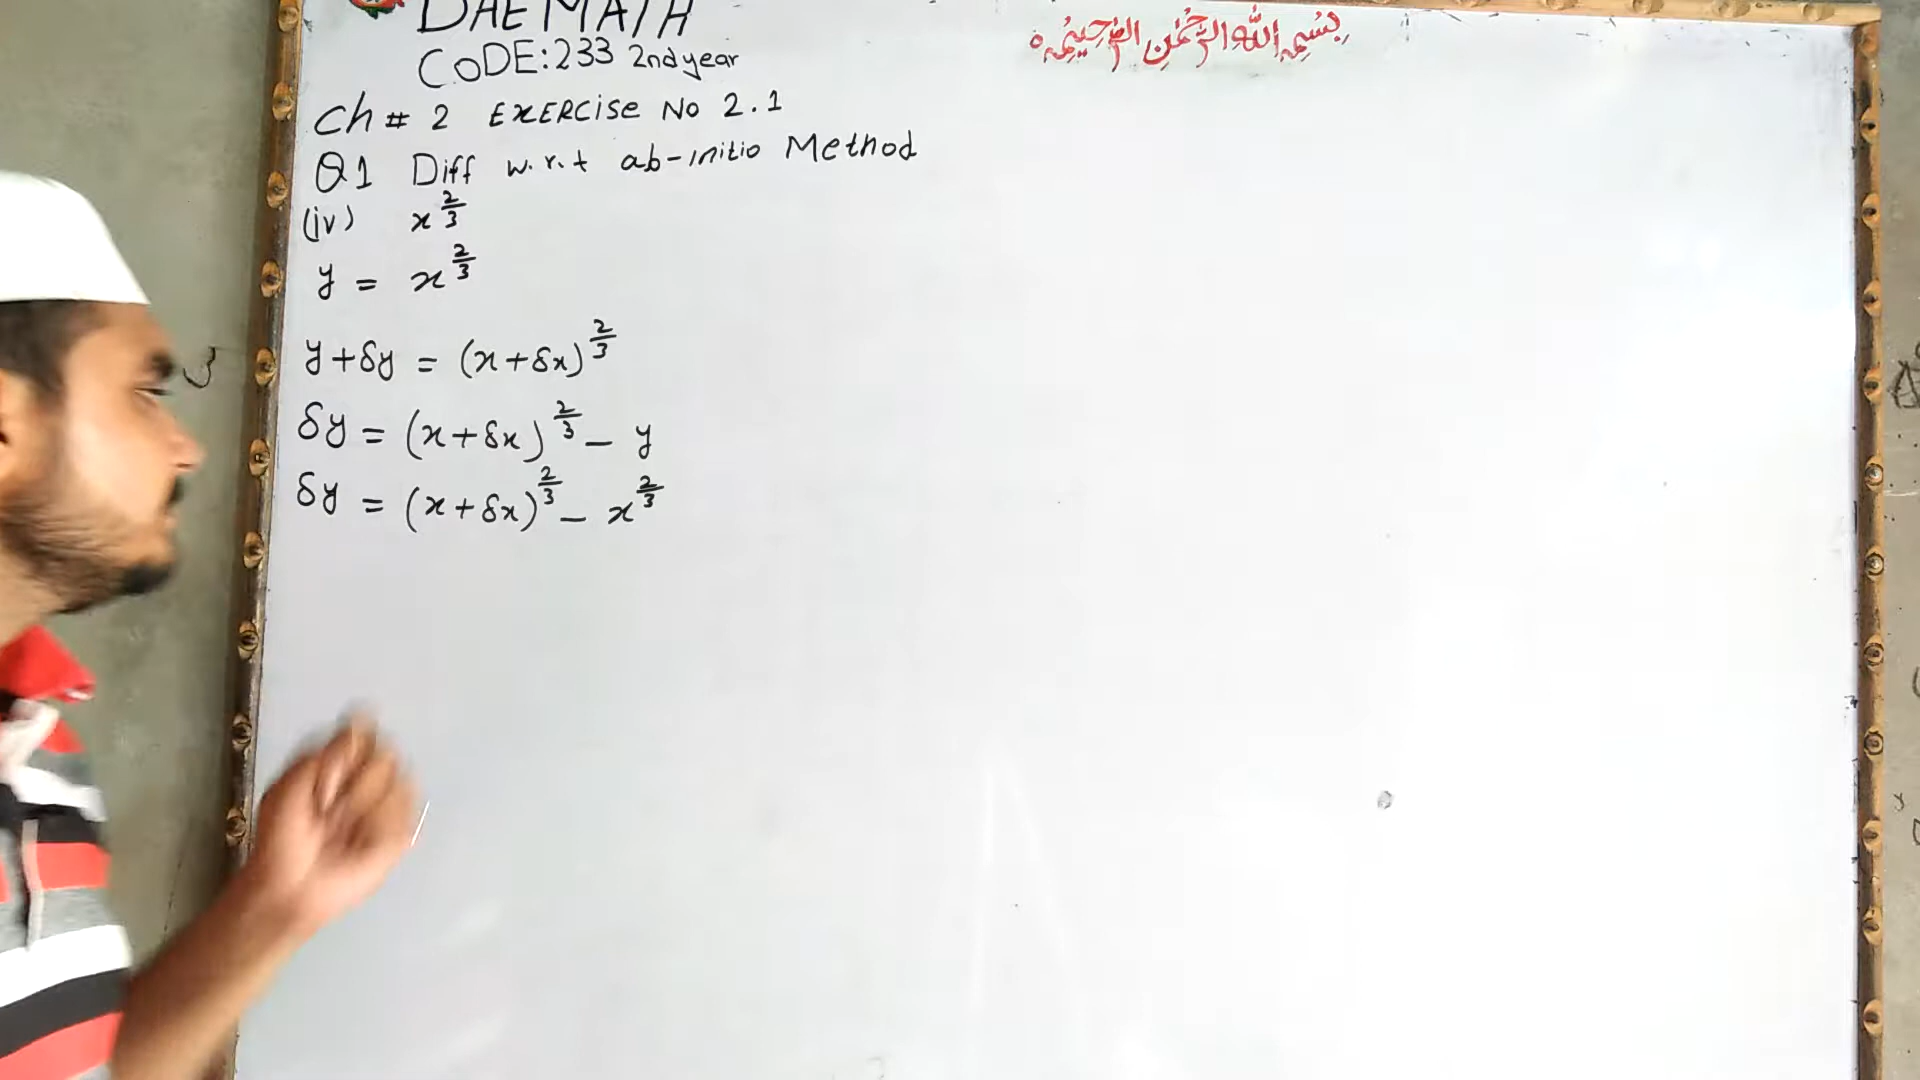 DAE MATH
CODE:233 2nd year
بِسْمِ اللهِ الرَّحْمٰنِ الرَّحِيْمِ ه
Ch # 2 EXERCise No 2.1
Q1 Diff w.r.t ab-initio Method
(iv) x^2/3
y = x^2/3
y+δy = (x+δx)^2/3
δy = (x+δx)^2/3 - y
δy = (x+δx)^2/3 - x^2/3